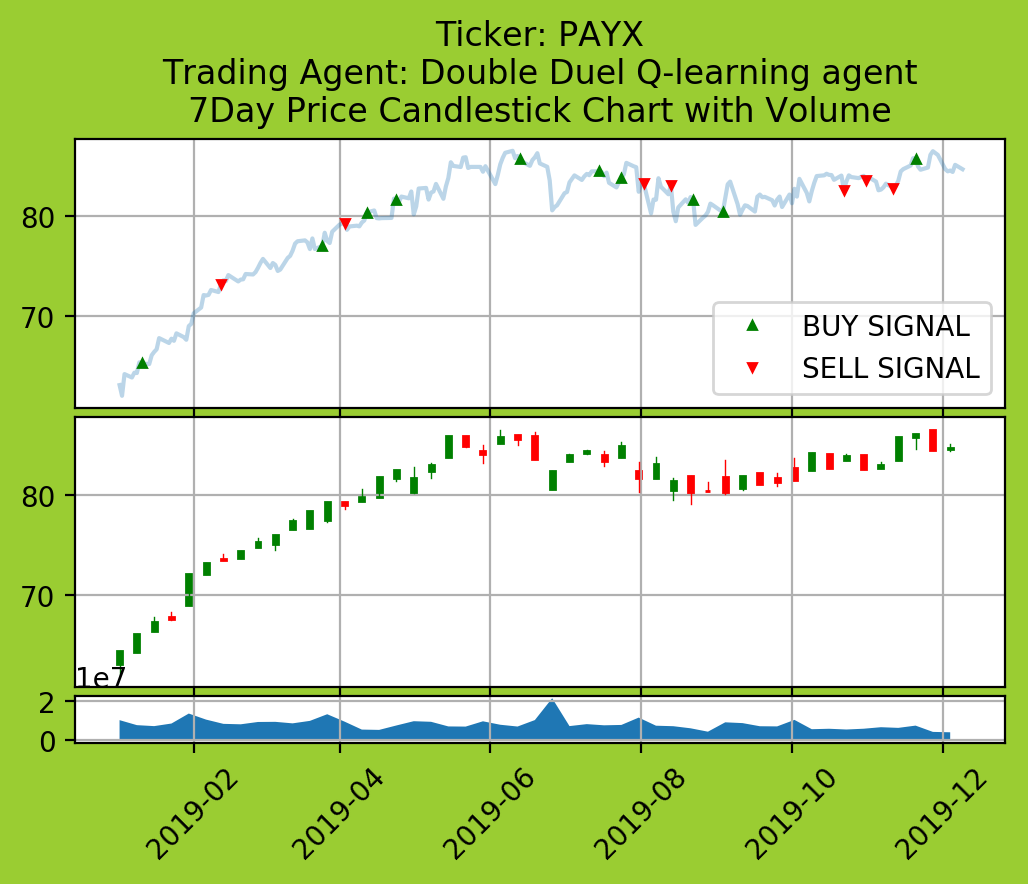 Ticker: PAYX
Trading Agent: Double Duel Q-learning agent
7Day Price Candlestick Chart with Volume
80
70
BUY SIGNAL
SELL SIGNAL
80
70
1e7
2
0
2019-02
2019-04
2019-06
2019-08
2019-10
2019-12